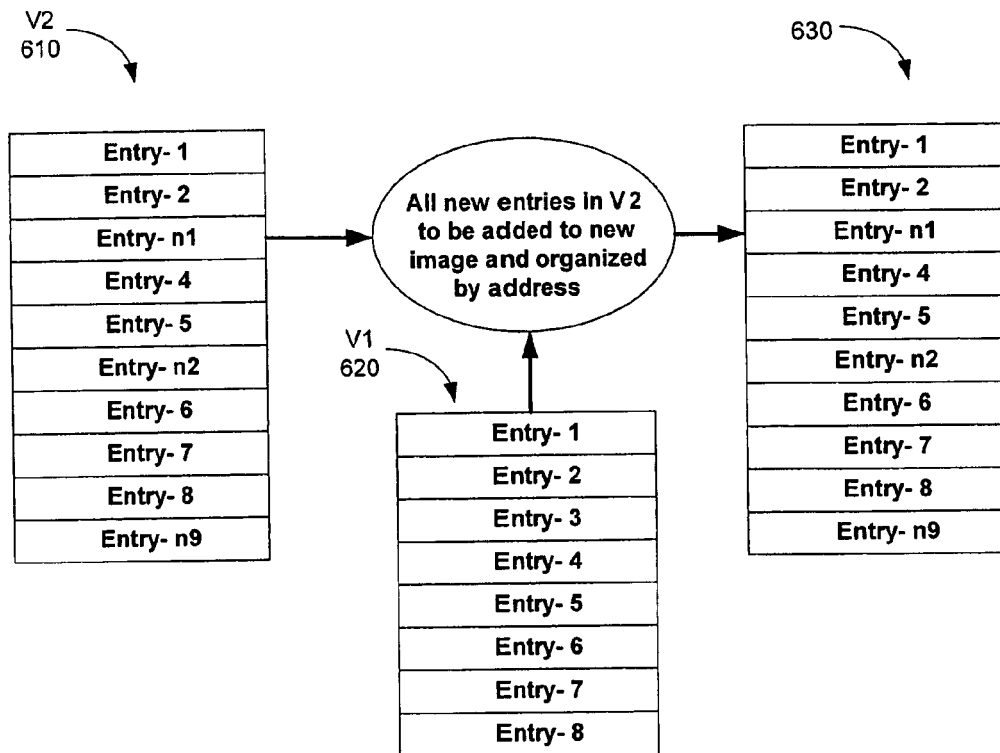 V2
610
Entry- 1
Entry- 2
Entry- n1
Entry- 4
Entry- 5
Entry- n2
Entry- 6
Entry- 7
Entry- 8
Entry- n9
All new entries in V2
to be added to new
image and organized
by address
V1
620
Entry- 1
Entry- 2
Entry- 3
Entry- 4
Entry- 5
Entry- 6
Entry- 7
Entry- 8
630
Entry- 1
Entry- 2
Entry- n1
Entry- 4
Entry- 5
Entry- n2
Entry- 6
Entry- 7
Entry- 8
Entry- n9